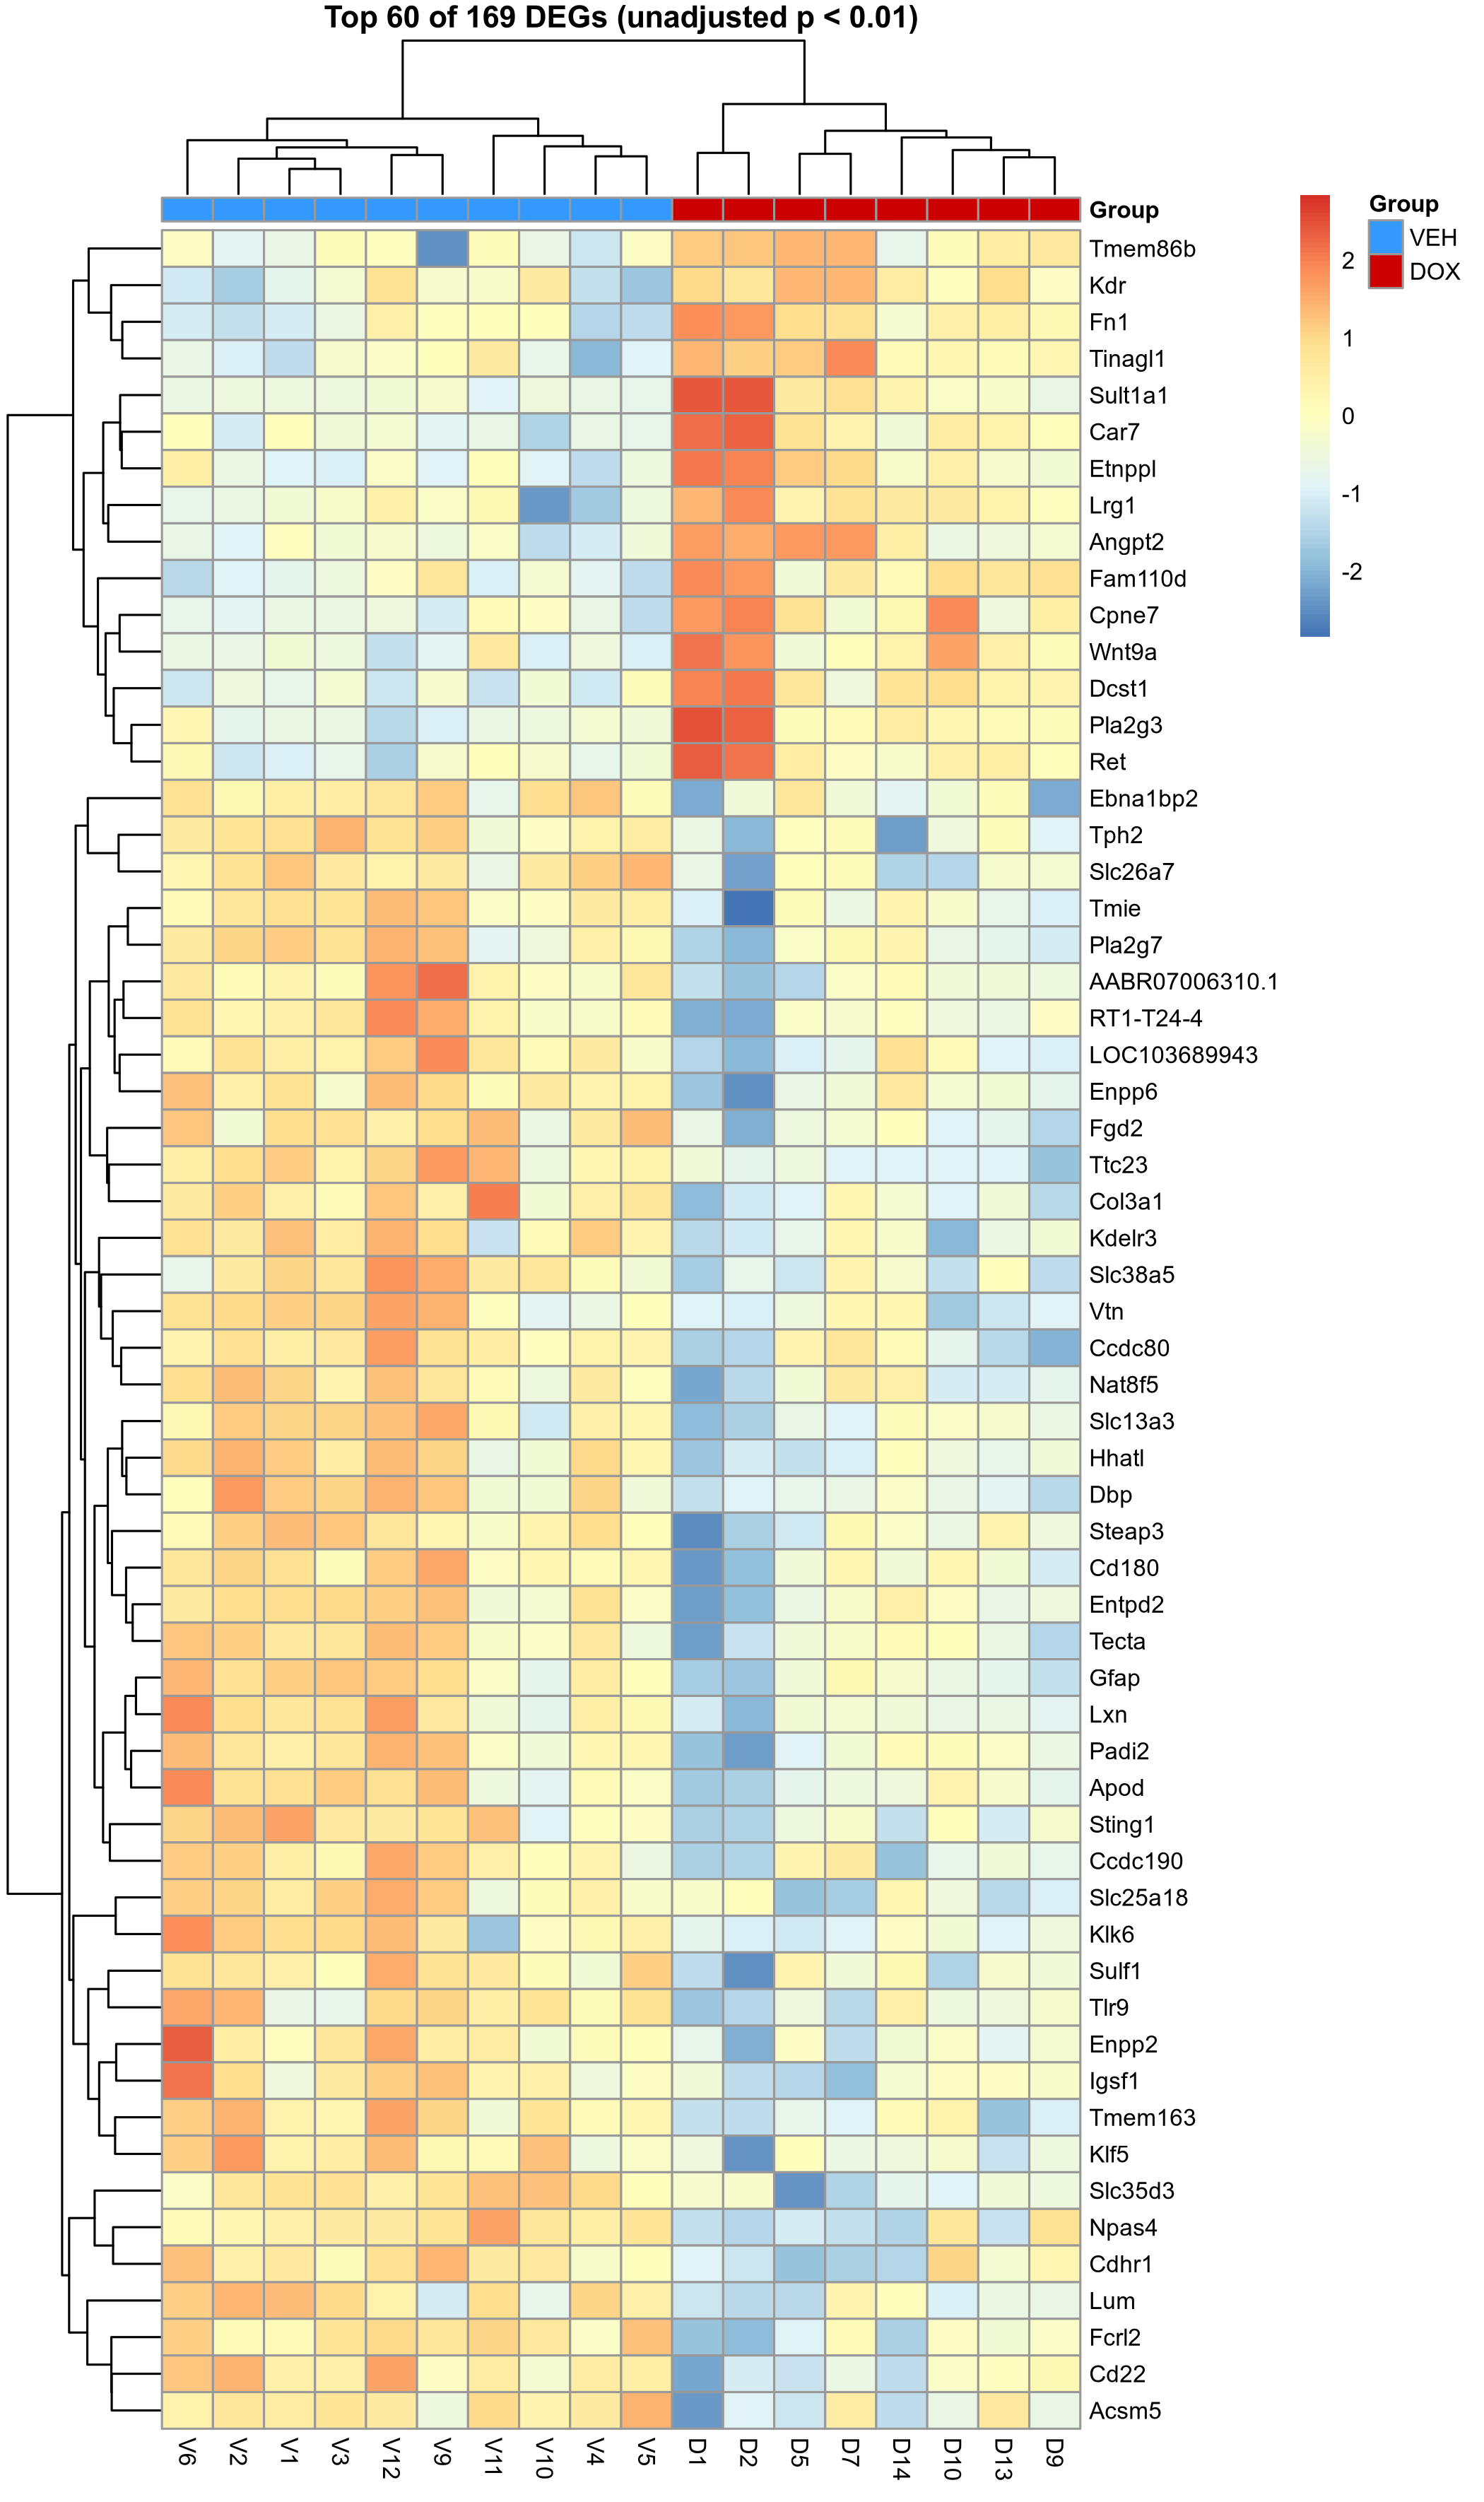 Top 60 of 169 DEGs (unadjusted p < 0.01)
Group
Tmem86b
Kdr
Fn1
Tinagl1
Sult1a1
Car7
Etnppl
Lrg1
Angpt2
Fam110d
Cpne7
Wnt9a
Dcst1
Pla2g3
Ret
Ebna1bp2
Tph2
Slc26a7
Tmie
Pla2g7
AABR07006310.1
RT1-T24-4
LOC103689943
Enpp6
Fgd2
Ttc23
Col3a1
Kdelr3
Slc38a5
Vtn
Ccdc80
Nat8f5
Slc13a3
Hhatl
Dbp
Steap3
Cd180
Entpd2
Tecta
Gfap
Lxn
Padi2
Apod
Sting1
Ccdc190
Slc25a18
Klk6
Sulf1
Tlr9
Enpp2
Igsf1
Tmem163
Klf5
Slc35d3
Npas4
Cdhr1
Lum
Fcrl2
Cd22
Acsm5
V6 V2 V1 V3 V12 V9 V11 V10 V4 V5 D1 D2 D5 D7 D14 D10 D13 D9
2
1
0
-1
-2
Group
VEH
DOX